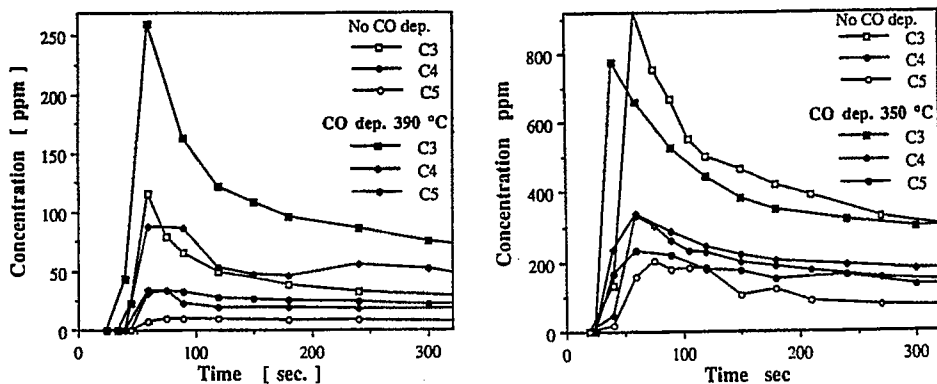 Concentration [ ppm ]
250
200
150
100
50
0
0
100
200
300
Time [ sec. ]
No CO dep.
C3
C4
C5
CO dep. 390 °C
C3
C4
C5
Concentration ppm
800
600
400
200
0
0
100
200
300
Time sec
No CO dep.
C3
C4
C5
CO dep. 350 °C
C3
C4
C5